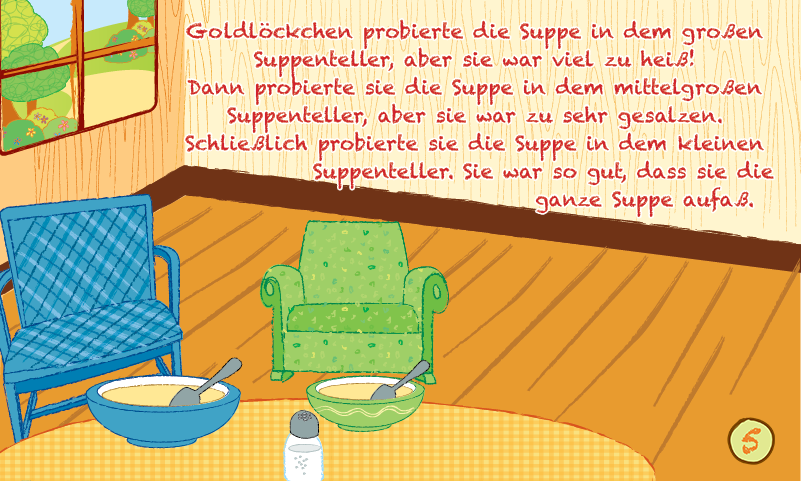 Goldlöckchen probierte die Suppe in dem großen
Suppenteller, aber sie war viel zu heiß!
Dann probierte sie die Suppe in dem mittelgroßen
Suppenteller, aber sie war zu sehr gesalzen.
Schließlich probierte sie die Suppe in dem kleinen
Suppenteller. Sie war so gut, dass sie die
ganze Suppe aufaß.
5